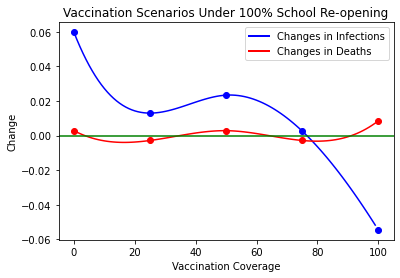 Vaccination Scenarios Under 100% School Re-opening
Changes in Infections
Changes in Deaths
0.06
0.04
0.02
0.00
−0.02
−0.04
−0.06
Change
0 20 40 60 80 100
Vaccination Coverage